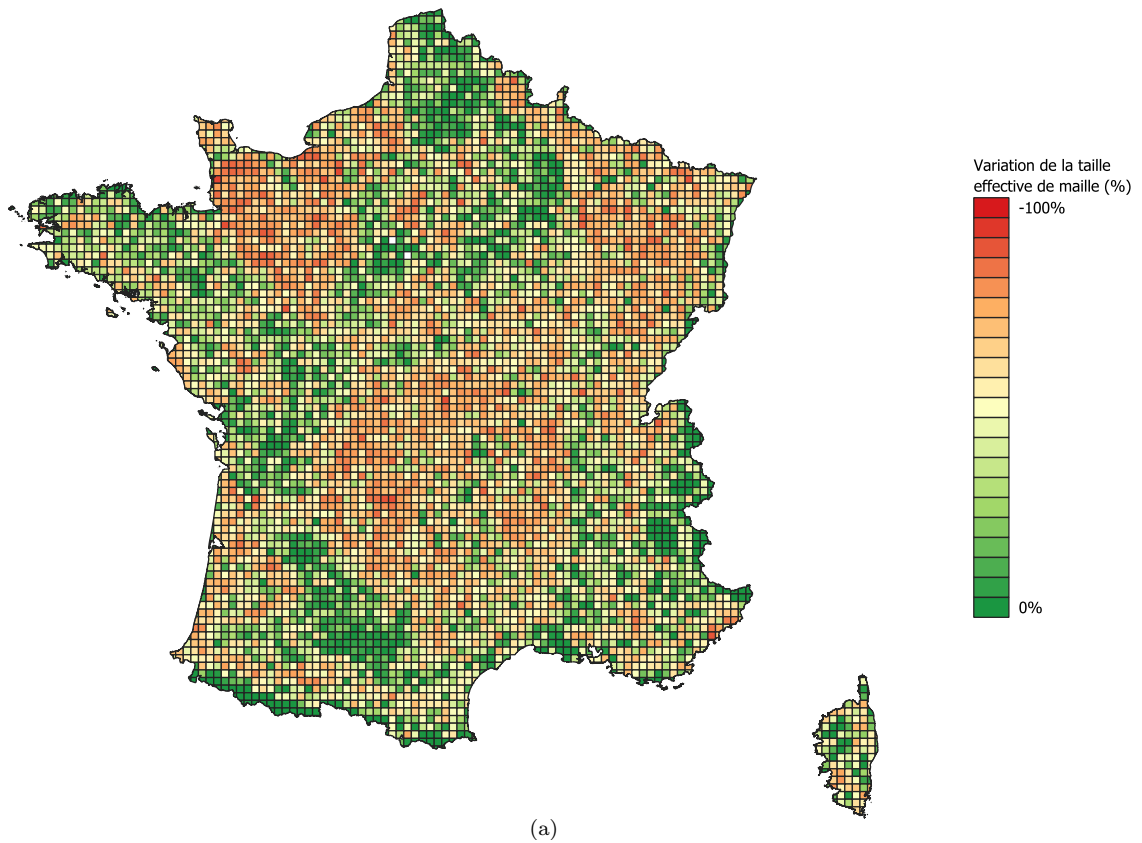 Variation de la taille
effective de maille (%)
-100%
0%
(a)